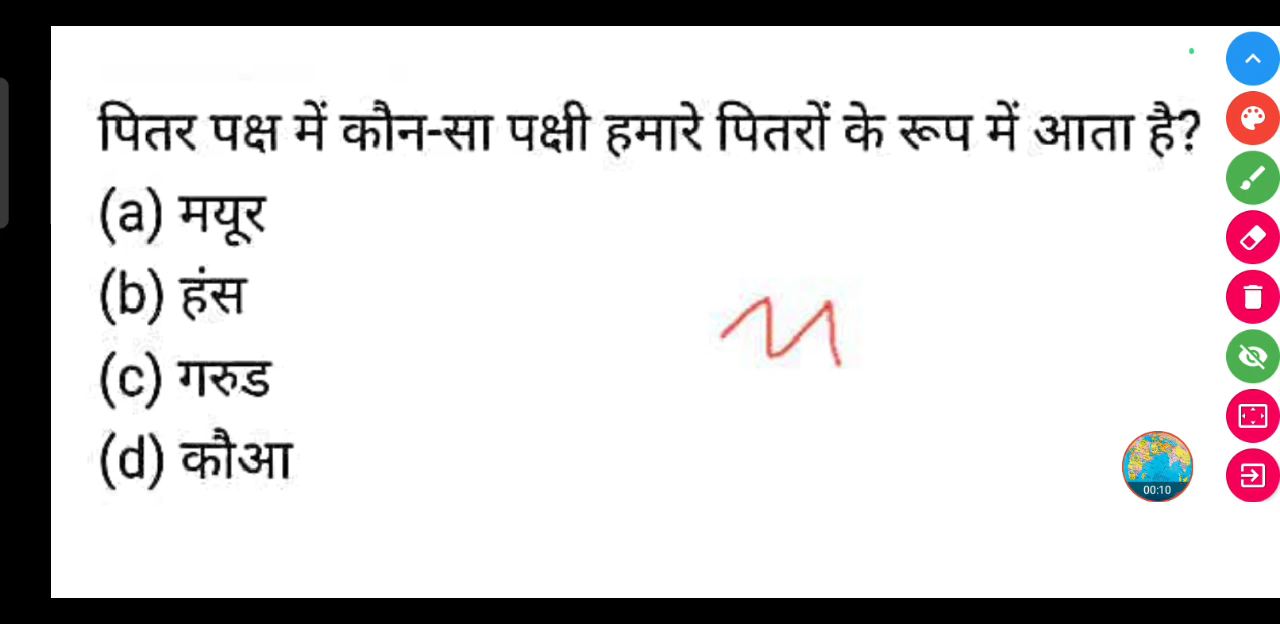 पितर पक्ष में कौन-सा पक्षी हमारे पितरों के रूप में आता है?
(a) मयूर
(b) हंस
(c) गरुड
(d) कौआ
00:10